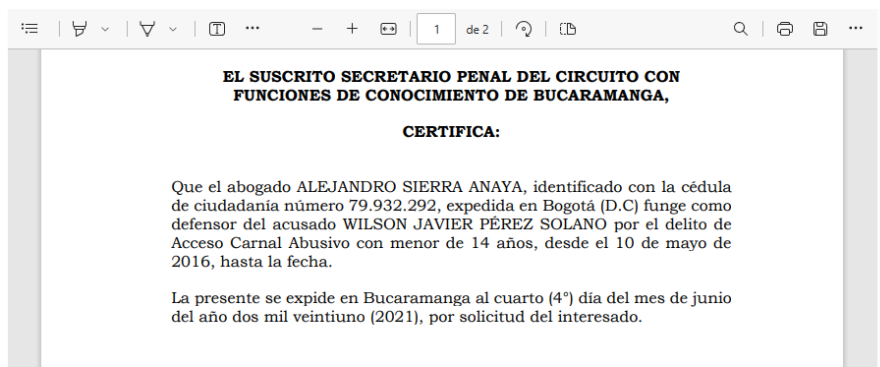 1 de 2
EL SUSCRITO SECRETARIO PENAL DEL CIRCUITO CON
FUNCIONES DE CONOCIMIENTO DE BUCARAMANGA,
CERTIFICA:
Que el abogado ALEJANDRO SIERRA ANAYA, identificado con la cédula
de ciudadanía número 79.932.292, expedida en Bogotá (D.C) funge como
defensor del acusado WILSON JAVIER PÉREZ SOLANO por el delito de
Acceso Carnal Abusivo con menor de 14 años, desde el 10 de mayo de
2016, hasta la fecha.
La presente se expide en Bucaramanga al cuarto (4°) día del mes de junio
del año dos mil veintiuno (2021), por solicitud del interesado.